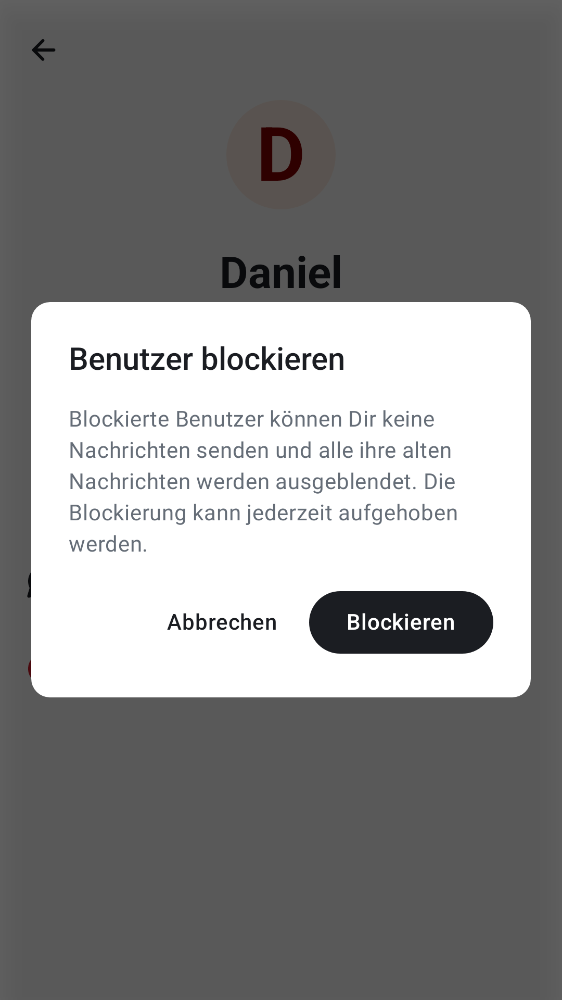 D
Daniel
Benutzer blockieren
Blockierte Benutzer können Dir keine
Nachrichten senden und alle ihre alten
Nachrichten werden ausgeblendet. Die
Blockierung kann jederzeit aufgehoben
werden.
Abbrechen
Blockieren